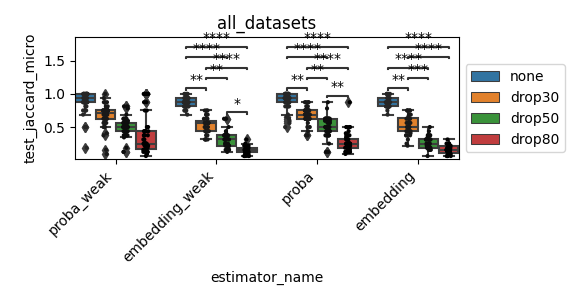 all_datasets
****
****
****
****
****
****
****
****
**
**
***
**
**
**
**
*
test_jaccard_micro
1.5
1.0
0.5
none
drop30
drop50
drop80
proba_weak
embedding_weak
proba
embedding
estimator_name